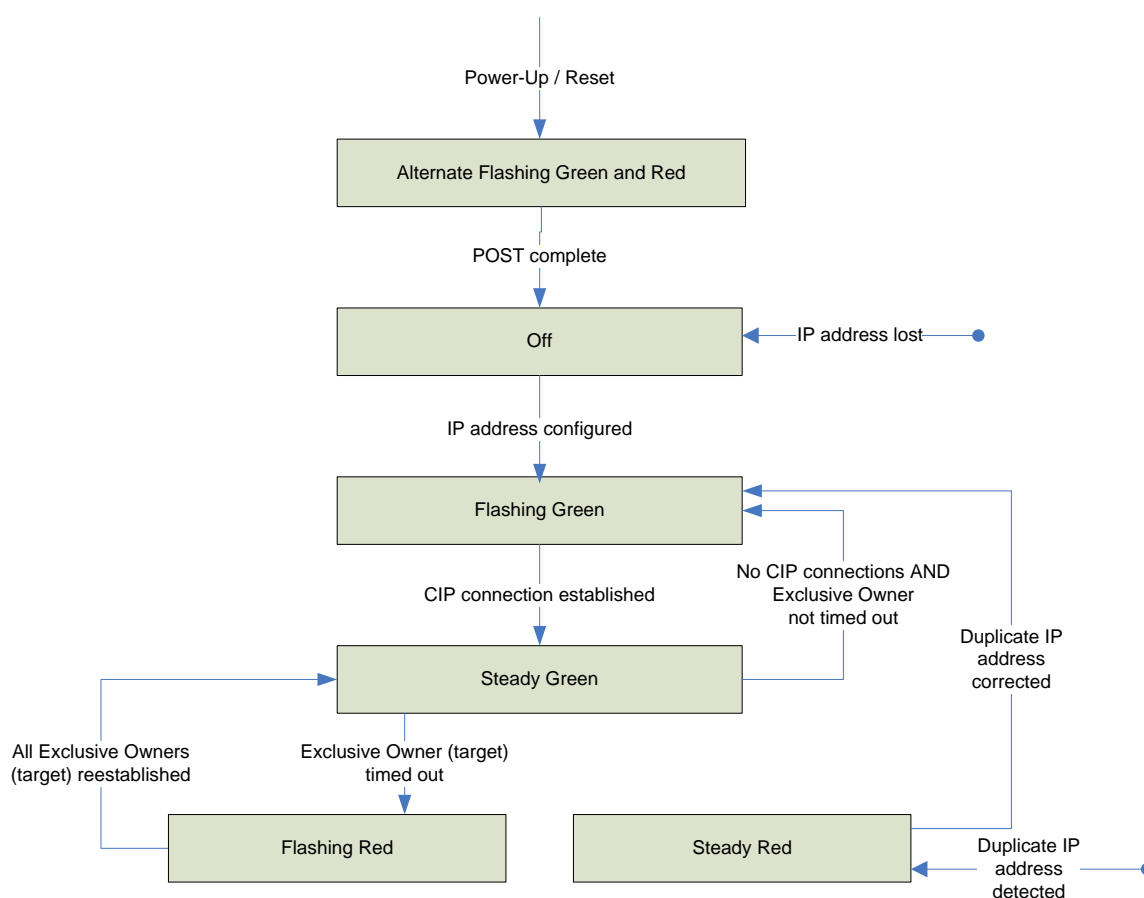 Power-Up / Reset
Alternate Flashing Green and Red
POST complete
Off
IP address lost
IP address configured
Flashing Green
CIP connection established
No CIP connections AND
Exclusive Owner
not timed out
Duplicate IP
address
corrected
Steady Green
All Exclusive Owners
(target) reestablished
Exclusive Owner (target)
timed out
Flashing Red
Steady Red
Duplicate IP
address
detected